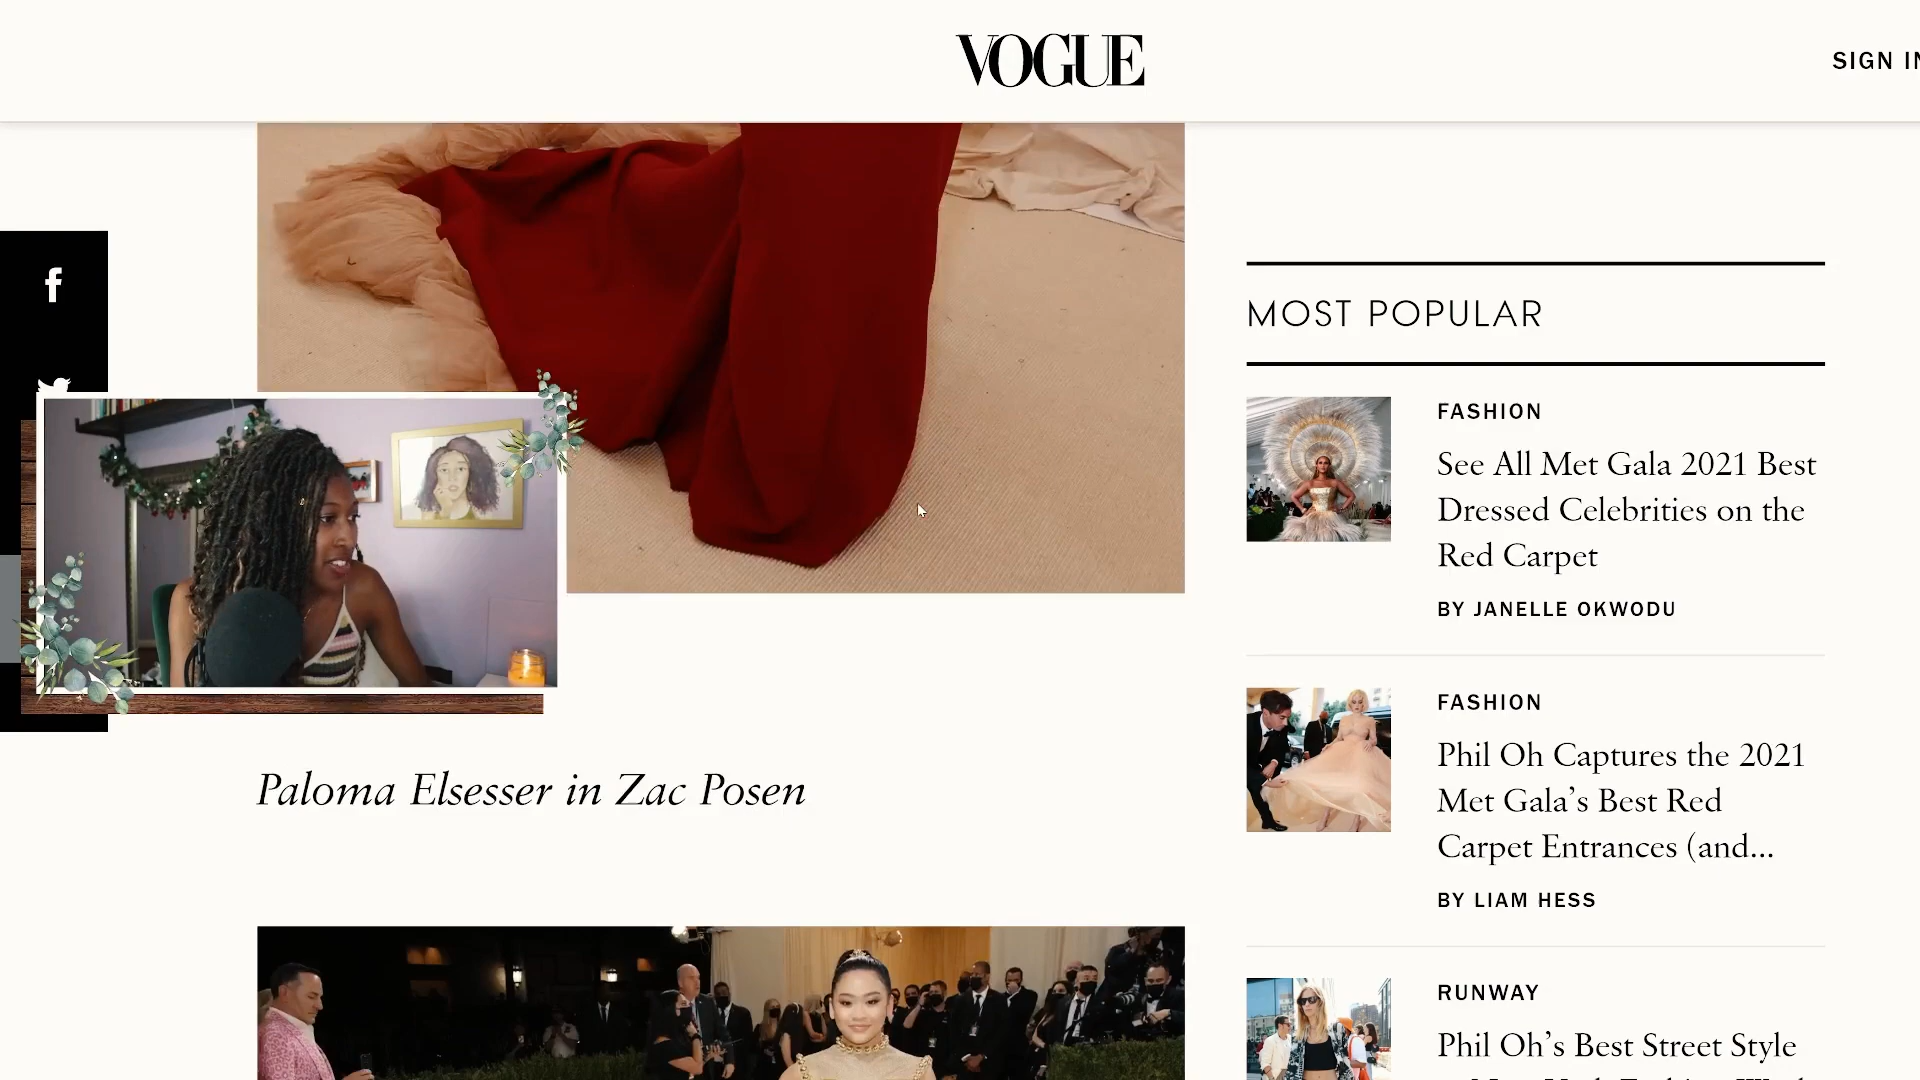 VOGUE
SIGN IN
MOST POPULAR
FASHION
See All Met Gala 2021 Best
Dressed Celebrities on the
Red Carpet
BY JANELLE OKWODU
FASHION
Phil Oh Captures the 2021
Met Gala’s Best Red
Carpet Entrances (and...
BY LIAM HESS
RUNWAY
Phil Oh’s Best Street Style
Paloma Elsesser in Zac Posen